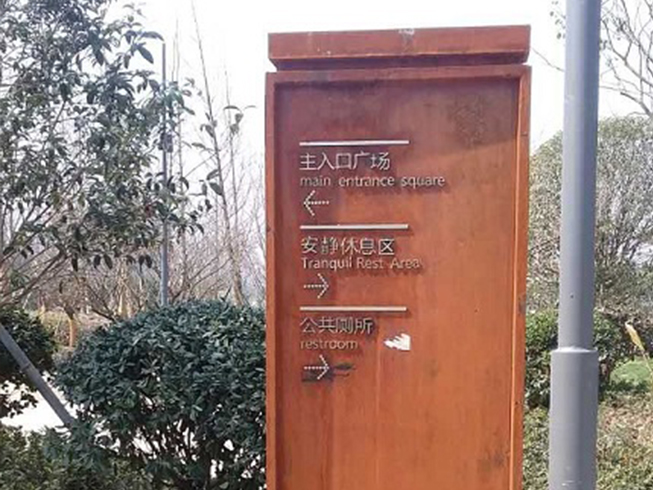 主入口广场
main entrance square
安静休息区
Tranquil Rest Area
公共厕所
restroom